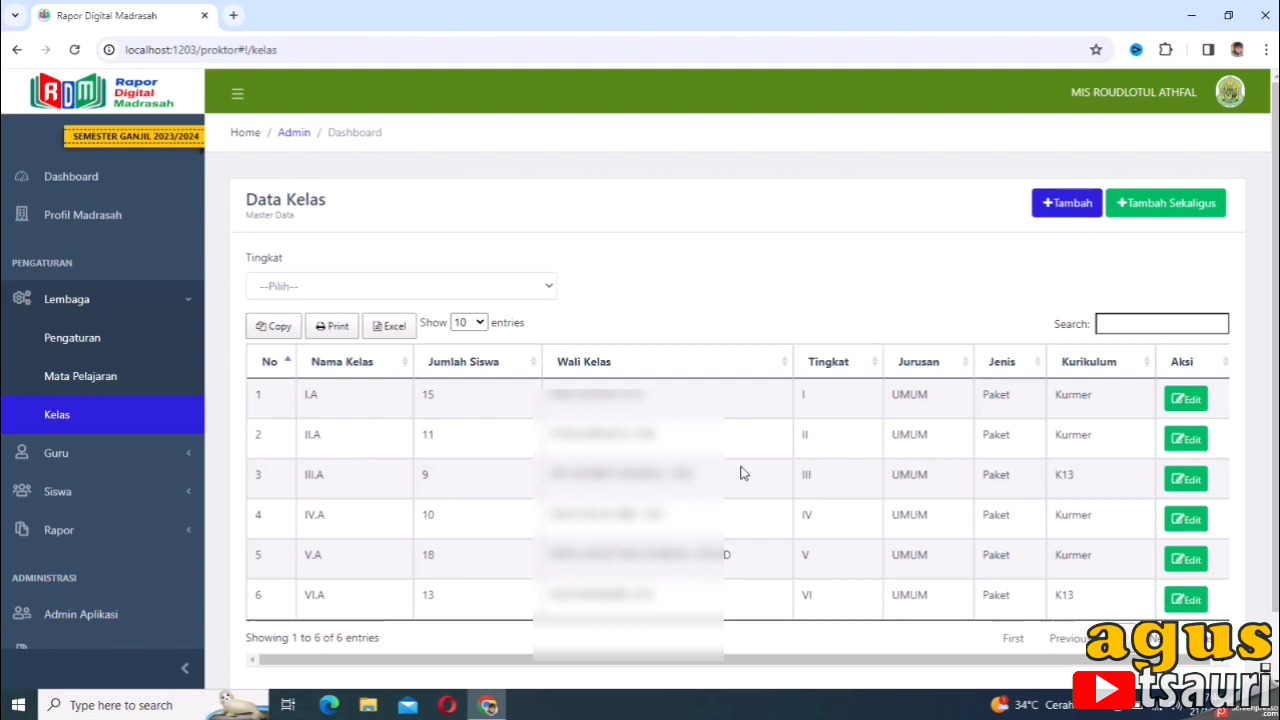 Rapor Digital Madrasah
localhost:1203/proktor#!/kelas
RDM
Rapor
Digital
Madrasah
MIS ROUDLOTUL ATHFAL
SEMESTER GANJIL 2023/2024
Home / Admin / Dashboard
Dashboard
Profil Madrasah
PENGATURAN
Lembaga
Pengaturan
Mata Pelajaran
Kelas
Guru
Siswa
Rapor
ADMINISTRASI
Admin Aplikasi
Data Kelas
Master Data
+Tambah
+Tambah Sekaligus
Tingkat
--Pilih--
Copy Print Excel Show 10 entries
Search:
No Nama Kelas Jumlah Siswa Wali Kelas Tingkat Jurusan Jenis Kurikulum Aksi
1 I.A 15 I UMUM Paket Kurmer Edit
2 II.A 11 II UMUM Paket Kurmer Edit
3 III.A 9 III UMUM Paket K13 Edit
4 IV.A 10 IV UMUM Paket Kurmer Edit
5 V.A 18 V UMUM Paket Kurmer Edit
6 VI.A 13 VI UMUM Paket K13 Edit
Showing 1 to 6 of 6 entries
First
agus
tsauri
Type here to search
34°C
screenpresso
.com